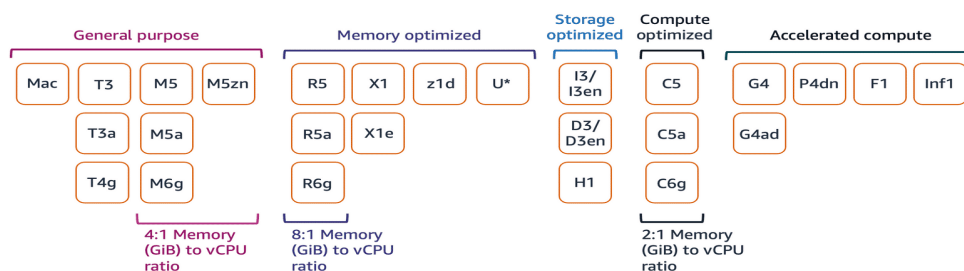 General purpose
Memory optimized
Storage
optimized
Compute
optimized
Accelerated compute
Mac
T3
M5
M5zn
R5
X1
z1d
U*
I3/
I3en
C5
G4
P4dn
F1
Inf1
T3a
M5a
R5a
X1e
D3/
D3en
C5a
G4ad
T4g
M6g
R6g
H1
C6g
4:1 Memory
(GiB) to vCPU
ratio
8:1 Memory
(GiB) to vCPU
ratio
2:1 Memory
(GiB) to vCPU
ratio